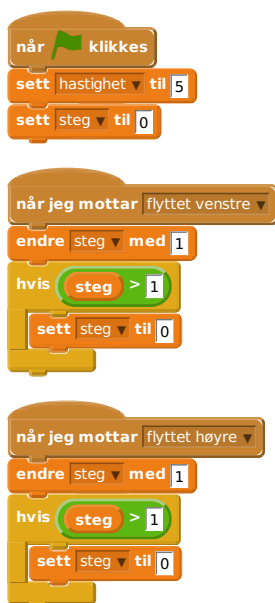 når klikkes
sett hastighet til 5
sett steg til 0
når jeg mottar flyttet venstre
endre steg med 1
hvis steg > 1
sett steg til 0
når jeg mottar flyttet høyre
endre steg med 1
hvis steg > 1
sett steg til 0